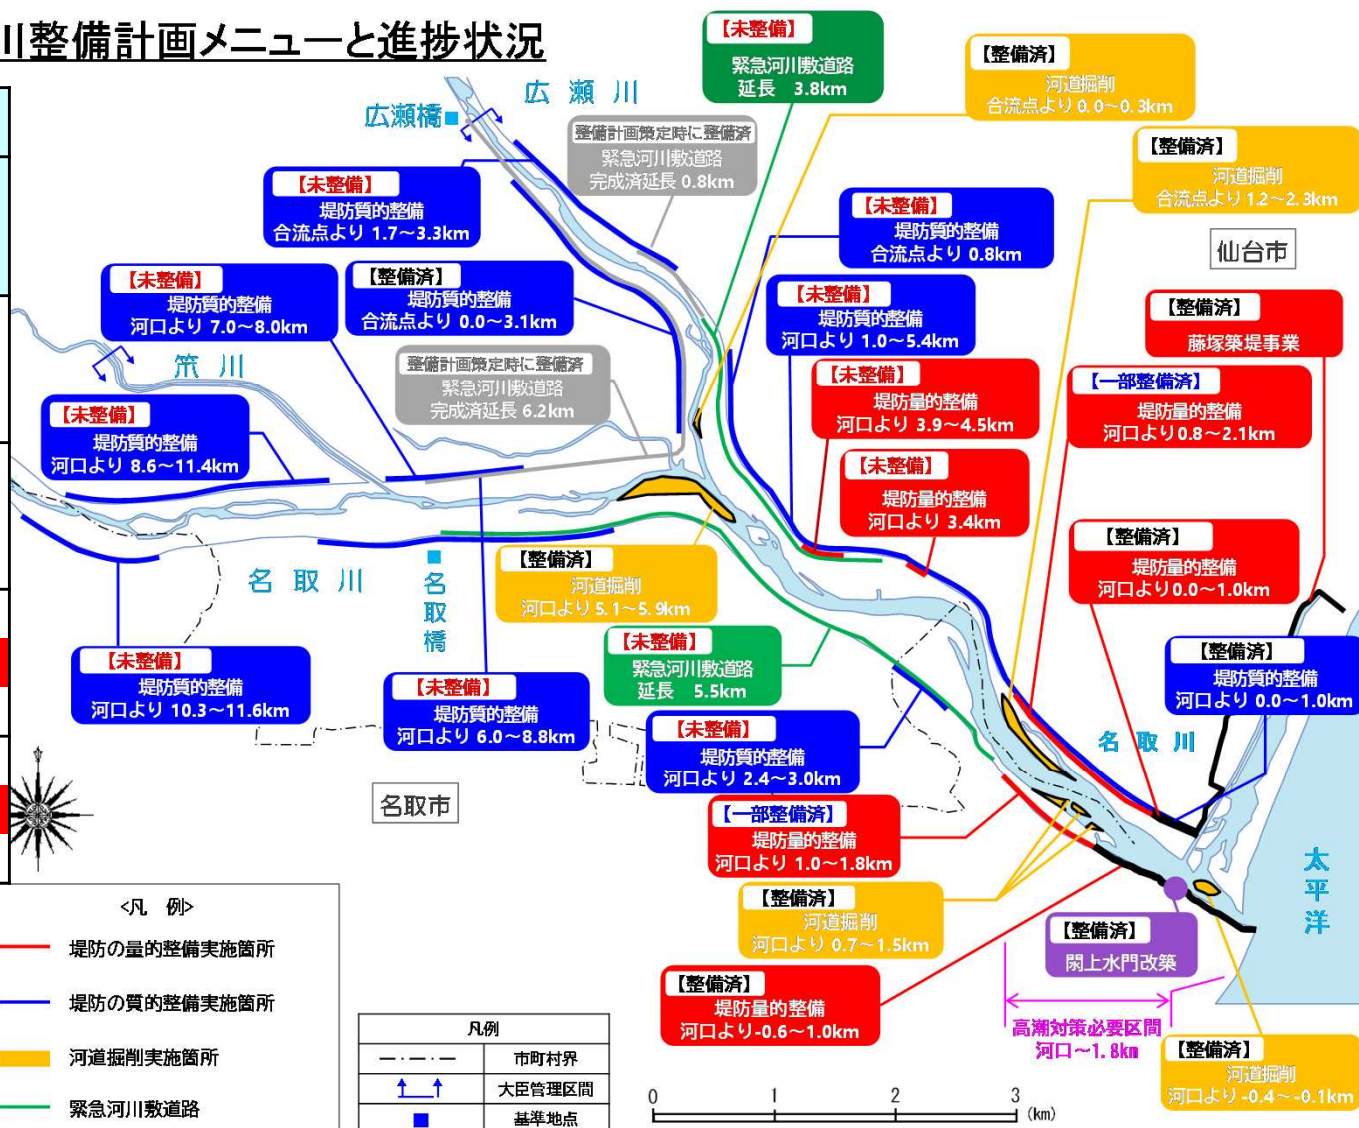 川整備計画メニューと進捗状況
【未整備】
緊急河川敷道路
延長 3.8km
【整備済】
河道掘削
合流点より 0.0～0.3km
広瀬川
広瀬橋
整備計画策定時に整備済
緊急河川敷道路
完成済延長 0.8km
【整備済】
河道掘削
合流点より 1.2～2.3km
【未整備】
堤防質的整備
合流点より 1.7～3.3km
【未整備】
堤防質的整備
合流点より 0.8km
仙台市
【未整備】
堤防質的整備
河口より 7.0～8.0km
【整備済】
堤防質的整備
合流点より 0.0～3.1km
【未整備】
堤防質的整備
河口より 1.0～5.4km
【整備済】
藤塚築堤事業
笊川
整備計画策定時に整備済
緊急河川敷道路
完成済延長 6.2km
【未整備】
堤防量的整備
河口より 3.9～4.5km
【一部整備済】
堤防量的整備
河口より0.8～2.1km
【未整備】
堤防質的整備
河口より 8.6～11.4km
【未整備】
堤防量的整備
河口より 3.4km
【整備済】
堤防量的整備
河口より0.0～1.0km
【整備済】
河道掘削
河口より 5.1～5.9km
名取川
名取橋
【未整備】
緊急河川敷道路
延長 5.5km
【整備済】
堤防質的整備
河口より 0.0～1.0km
【未整備】
堤防質的整備
河口より 10.3～11.6km
【未整備】
堤防質的整備
河口より 6.0～8.8km
【未整備】
堤防質的整備
河口より 2.4～3.0km
名取川
名取市
【一部整備済】
堤防量的整備
河口より 1.0～1.8km
太平洋
【整備済】
河道掘削
河口より 0.7～1.5km
【整備済】
閖上水門改築
【整備済】
堤防量的整備
河口より-0.6～1.0km
高潮対策必要区間
河口～1.8km
【整備済】
河道掘削
河口より -0.4～-0.1km
<凡 例>
堤防の量的整備実施箇所
堤防の質的整備実施箇所
河道掘削実施箇所
緊急河川敷道路
凡例
市町村界
大臣管理区間
基準地点
0 1 2 3 (km)